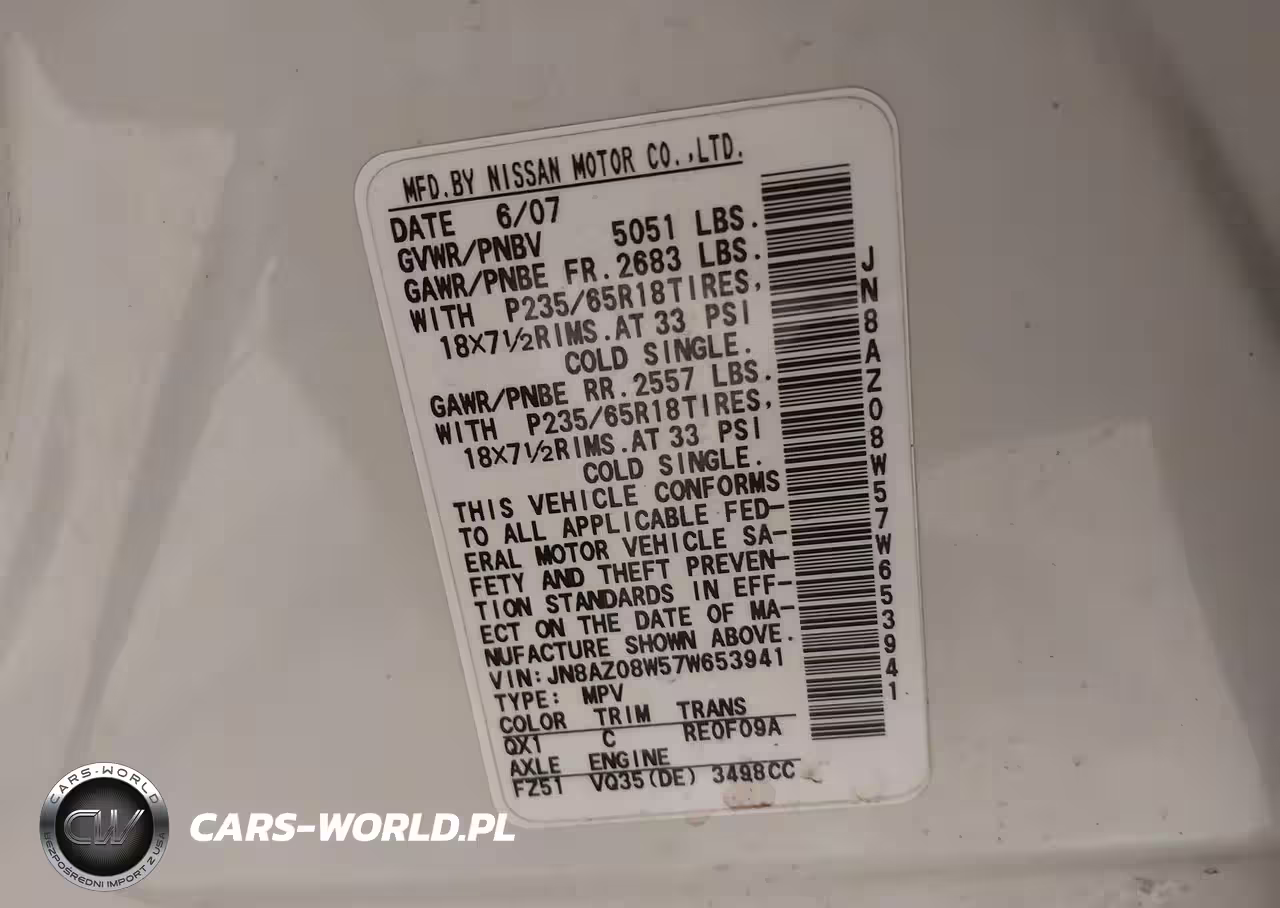 MFD.BY NISSAN MOTOR CO.,LTD.
DATE 6/07
GVWR/PNBV 5051 LBS.
GAWR/PNBE FR.2683 LBS.
WITH P235/65R18TIRES,
18X7½RIMS.AT 33 PSI
COLD SINGLE.
GAWR/PNBE RR.2557 LBS.
WITH P235/65R18TIRES,
18X7½RIMS.AT 33 PSI
COLD SINGLE.
THIS VEHICLE CONFORMS
TO ALL APPLICABLE FED-
ERAL MOTOR VEHICLE SA-
FETY AND THEFT PREVEN-
TION STANDARDS IN EFF-
ECT ON THE DATE OF MA-
NUFACTURE SHOWN ABOVE.
VIN:JN8AZ08W57W653941
TYPE: MPV
COLOR TRIM TRANS
QX1 C RE0F09A
AXLE ENGINE
FZ51 VQ35(DE) 3498CC
JN8AZ08W57W653941
CARS-WORLD
CW
BEZPOŚREDNI IMPORT Z USA
CARS-WORLD.PL